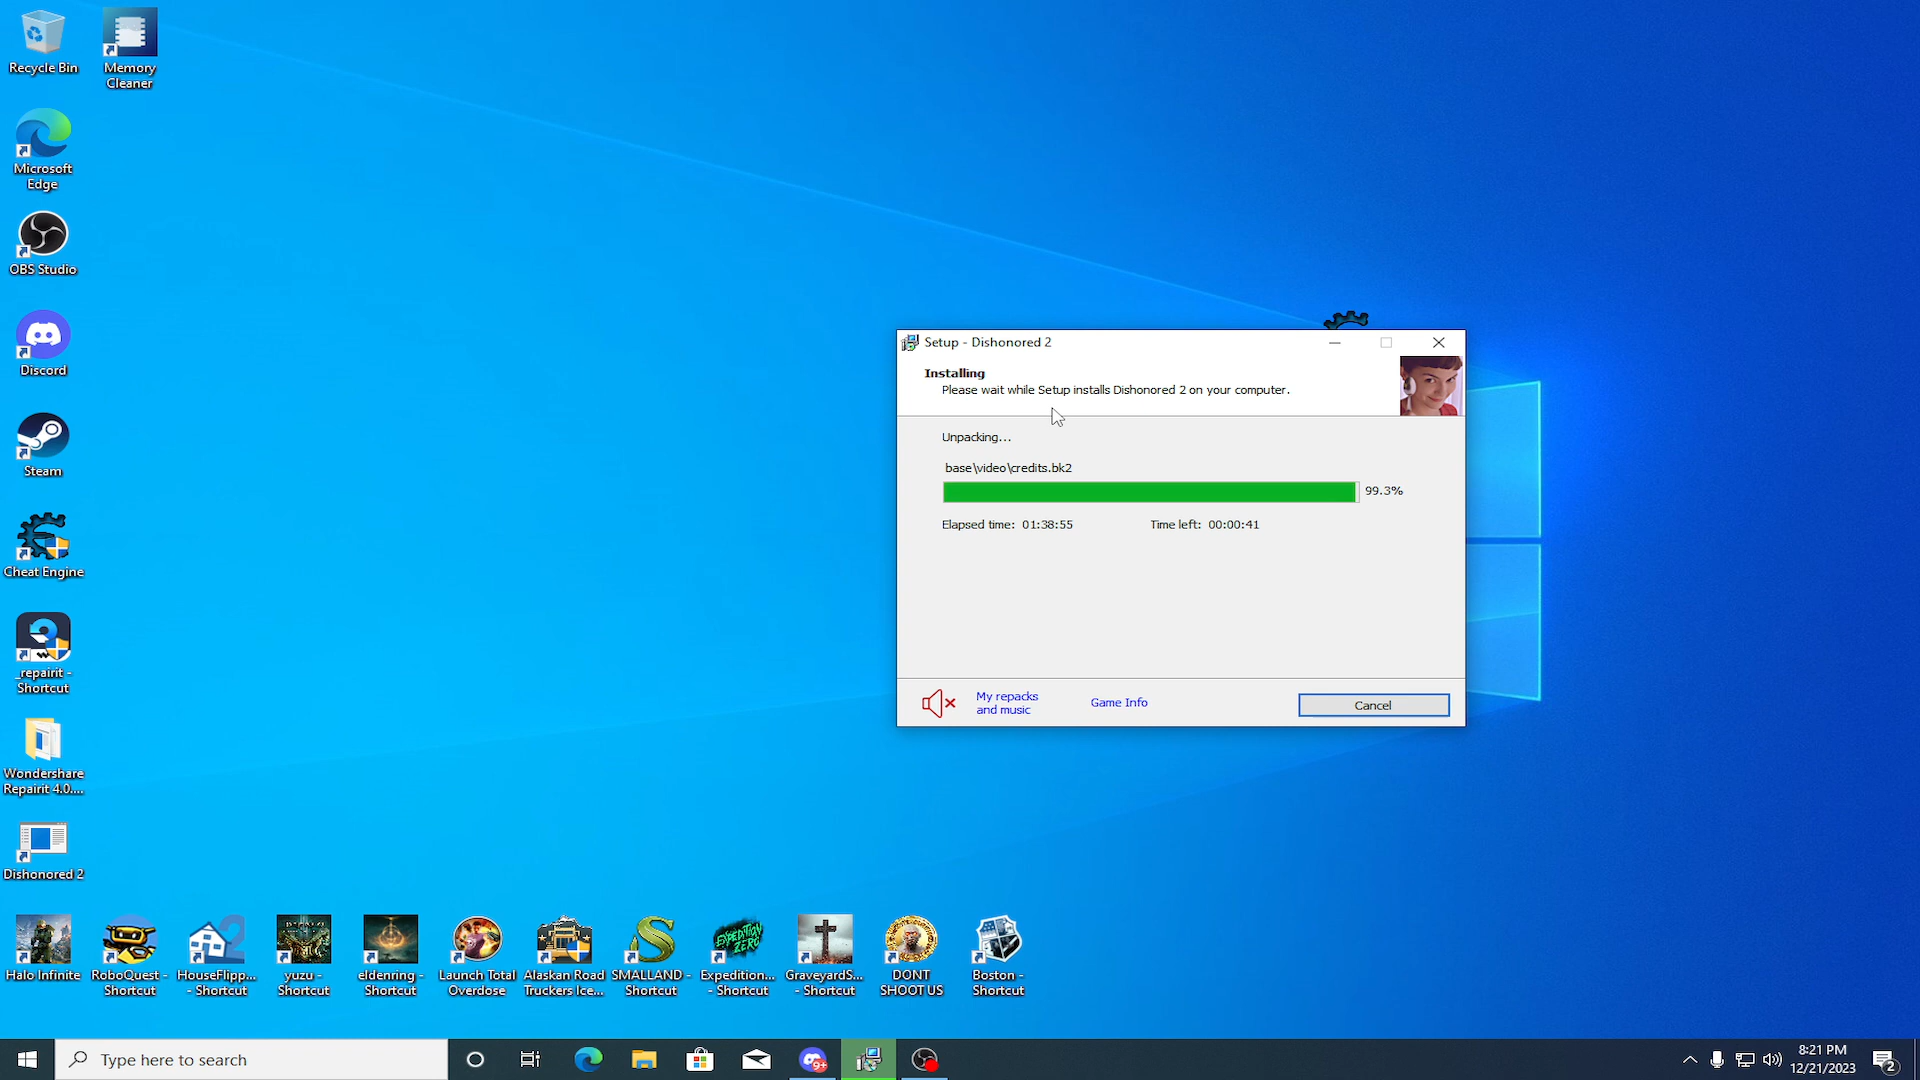 Recycle Bin
Memory
Cleaner
Microsoft
Edge
OBS Studio
Discord
Steam
Cheat Engine
_repairit -
Shortcut
Wondershare
Repairit 4.0....
Dishonored 2
Setup - Dishonored 2
Installing
Please wait while Setup installs Dishonored 2 on your computer.
Unpacking...
base\video\credits.bk2
99.3%
Elapsed time: 01:38:55
Time left: 00:00:41
My repacks
and music
Game Info
Cancel
Halo Infinite
RoboQuest -
Shortcut
HouseFlipp...
- Shortcut
yuzu -
Shortcut
eldenring -
Shortcut
Launch Total
Overdose
Alaskan Road
Truckers Ice...
SMALLAND -
Shortcut
EXPEDITION
ZERO
Expedition...
- Shortcut
GraveyardS...
- Shortcut
DONT
SHOOT US
Boston -
Shortcut
Type here to search
9+
8:21 PM
12/21/2023
2